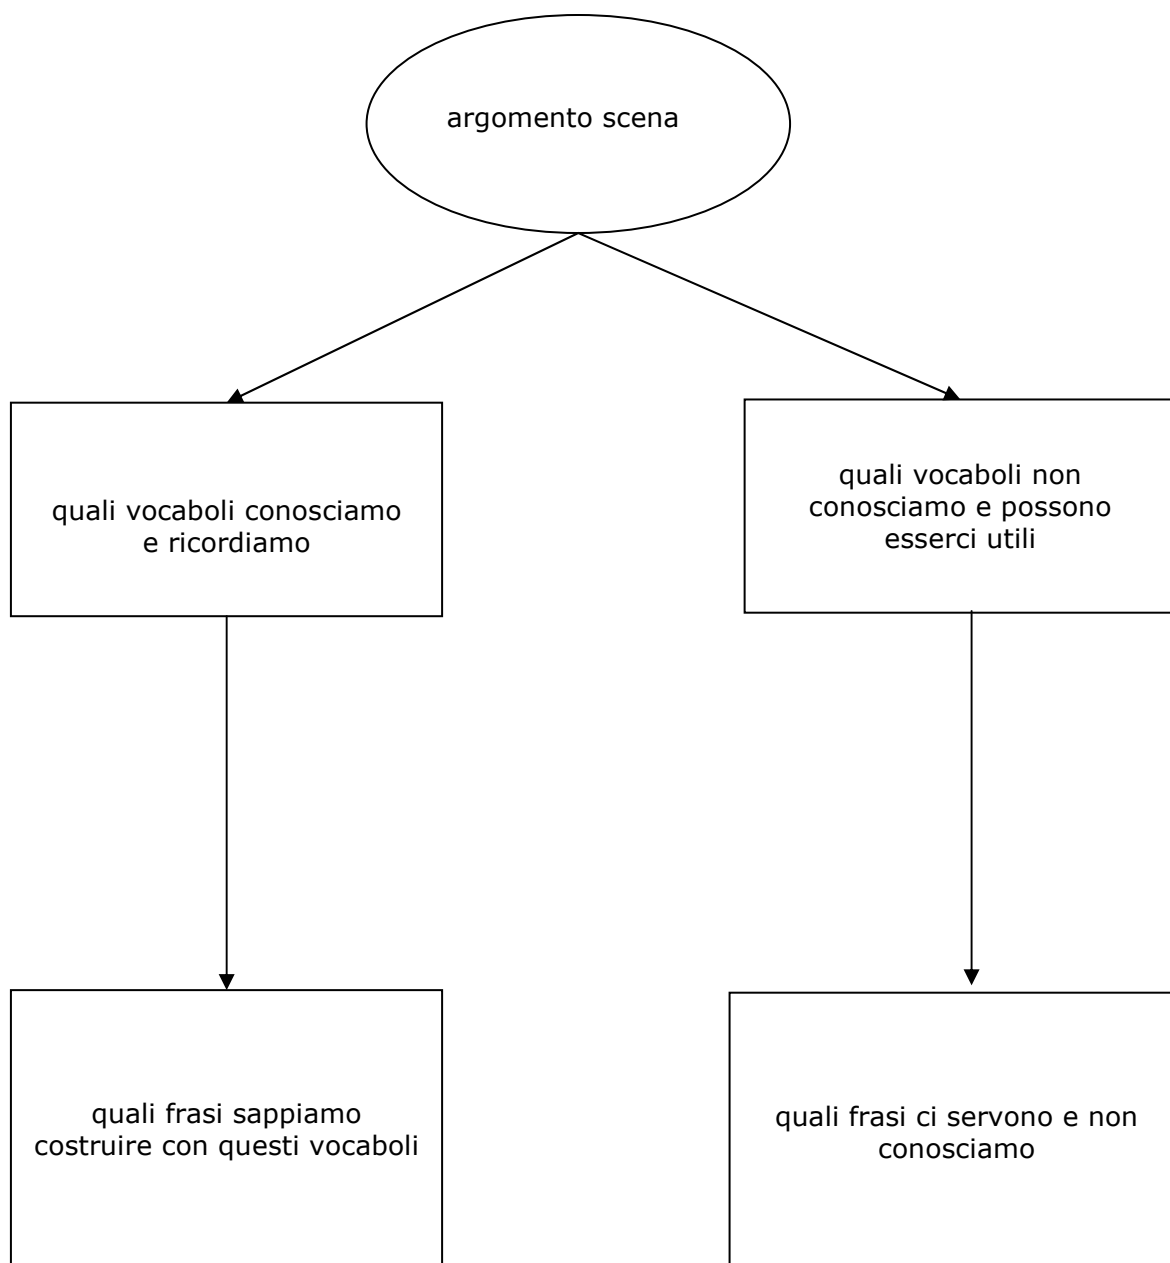 argomento scena
quali vocaboli conosciamo
e ricordiamo
quali vocaboli non
conosciamo e possono
esserci utili
quali frasi sappiamo
costruire con questi vocaboli
quali frasi ci servono e non
conosciamo